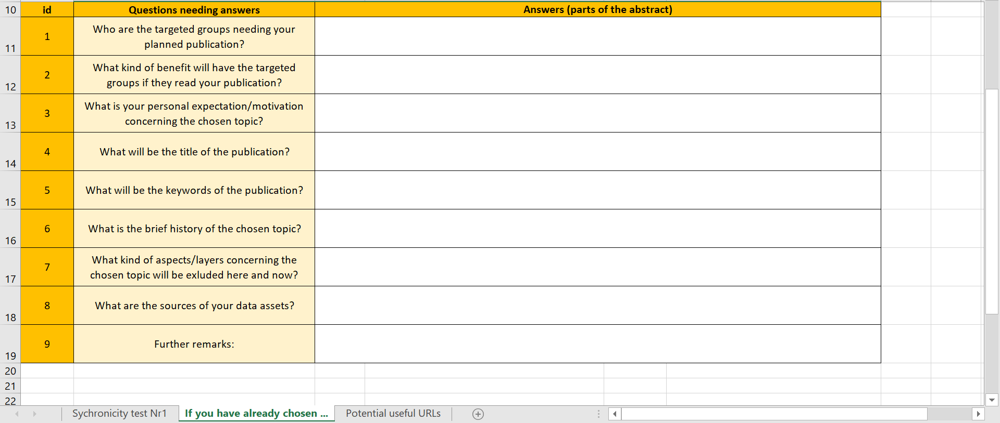 10 id Questions needing answers Answers (parts of the abstract)
1 Who are the targeted groups needing your
planned publication?
11
2 What kind of benefit will have the targeted
groups if they read your publication?
12
3 What is your personal expectation/motivation
concerning the chosen topic?
13
4 What will be the title of the publication?
14
5 What will be the keywords of the publication?
15
6 What is the brief history of the chosen topic?
16
7 What kind of aspects/layers concerning the
chosen topic will be exluded here and now?
17
8 What are the sources of your data assets?
18
9 Further remarks:
19
20
21
22
Sychronicity test Nr1 If you have already chosen ... Potential useful URLs